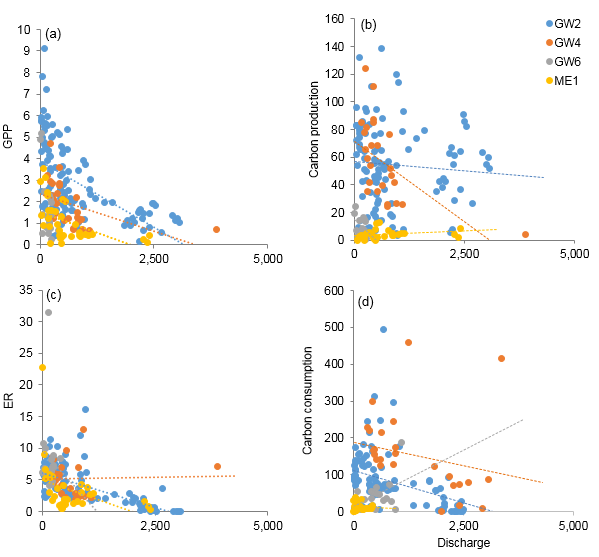 (a)
GPP
10
9
8
7
6
5
4
3
2
1
0
0 2,500 5,000
(b)
Carbon production
160
140
120
100
80
60
40
20
0
0 2,500 5,000
GW2
GW4
GW6
ME1
(c)
ER
35
30
25
20
15
10
5
0
0 2,500 5,000
(d)
Carbon consumption
600
500
400
300
200
100
0
0 2,500 5,000
Discharge